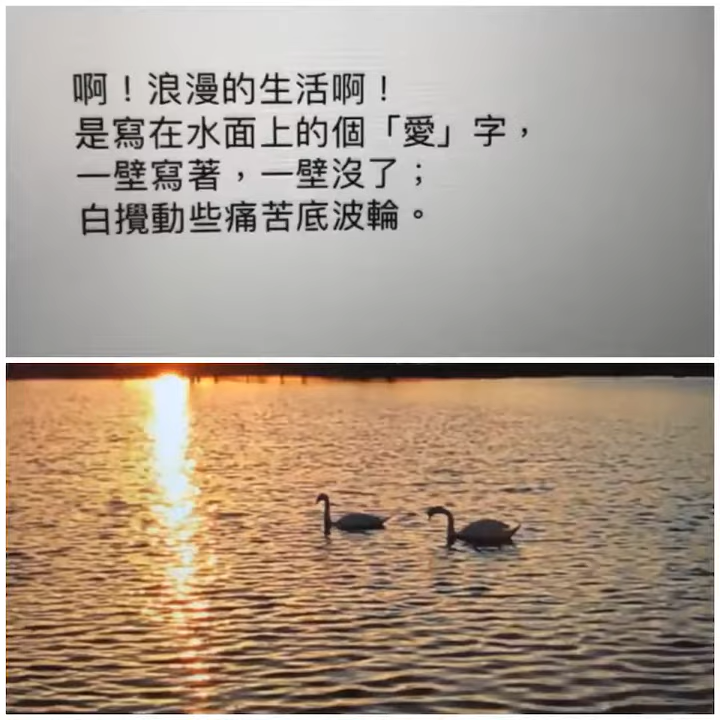 啊！浪漫的生活啊！
是寫在水面上的個「愛」字，
一壁寫著，一壁沒了；
白攪動些痛苦底波輪。